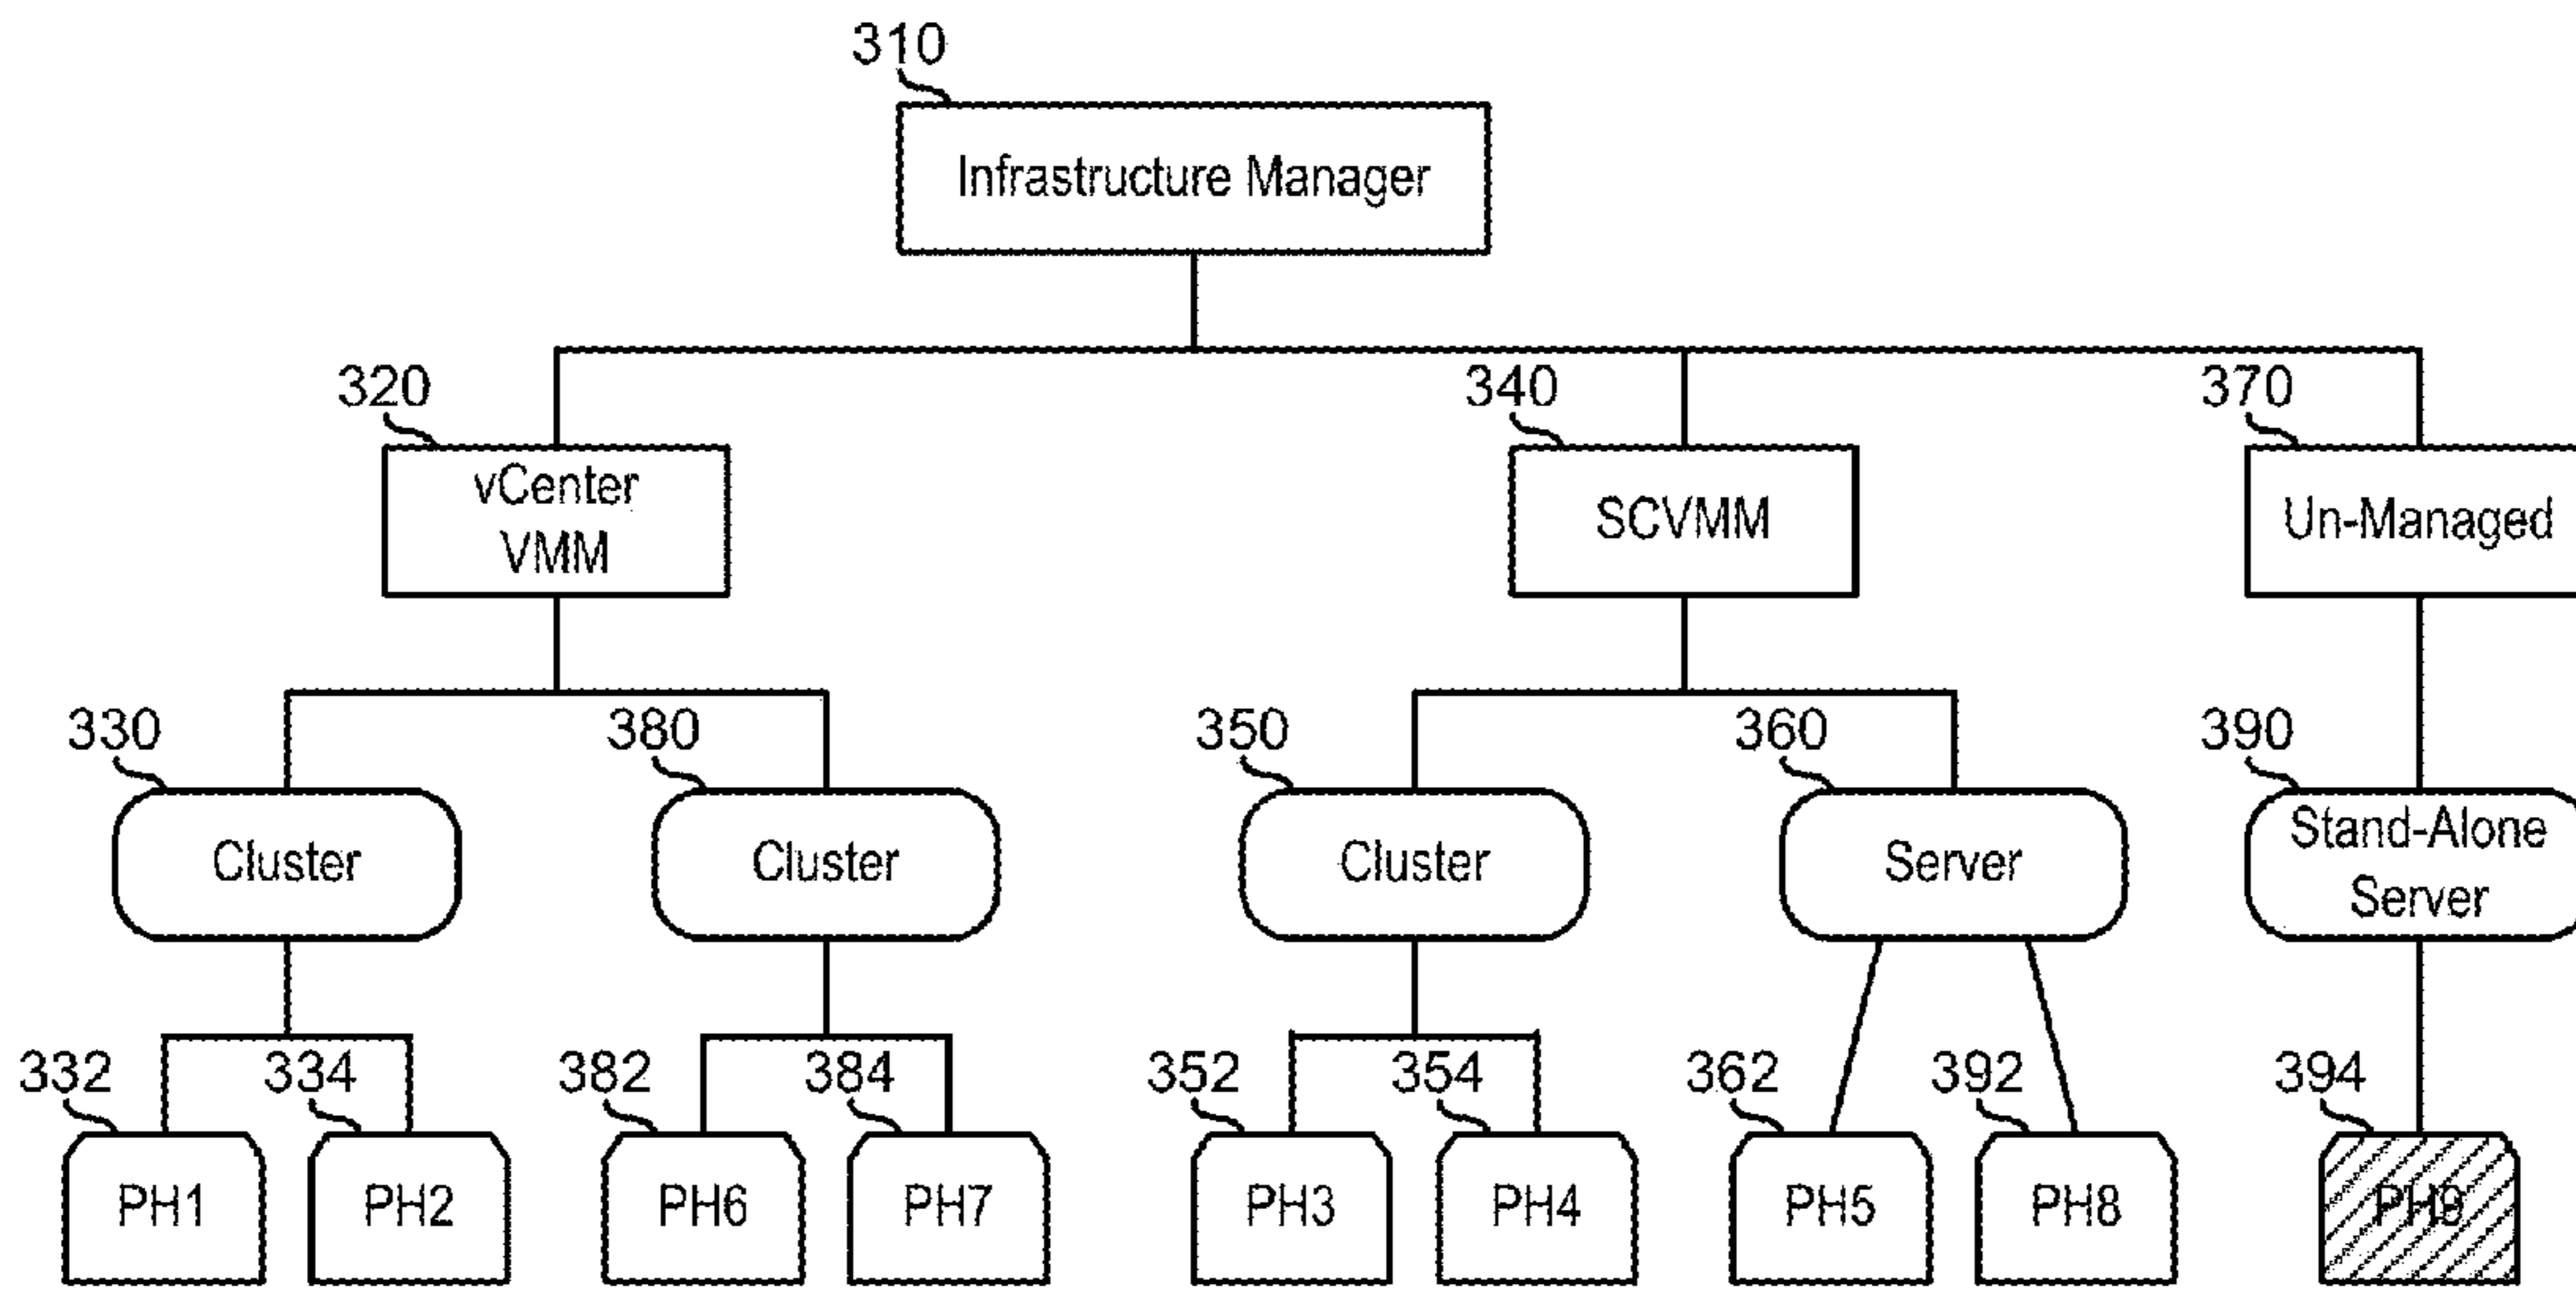 310
Infrastructure Manager
320
340
370
vCenter
VMM
SCVMM
Un-Managed
330
380
350
360
390
Cluster
Cluster
Cluster
Server
Stand-Alone
Server
332
334
382
384
352
354
362
392
394
PH1
PH2
PH6
PH7
PH3
PH4
PH5
PH8
PH9